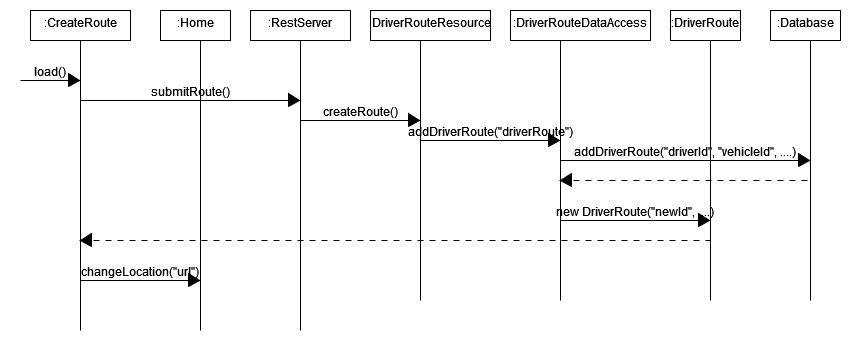 :CreateRoute
:Home
:RestServer
DriverRouteResource
:DriverRouteDataAccess
:DriverRoute
:Database
load()
submitRoute()
createRoute()
addDriverRoute("driverRoute")
addDriverRoute("driverId", "vehicleId", ....)
new DriverRoute("newId", ....)
changeLocation("url")